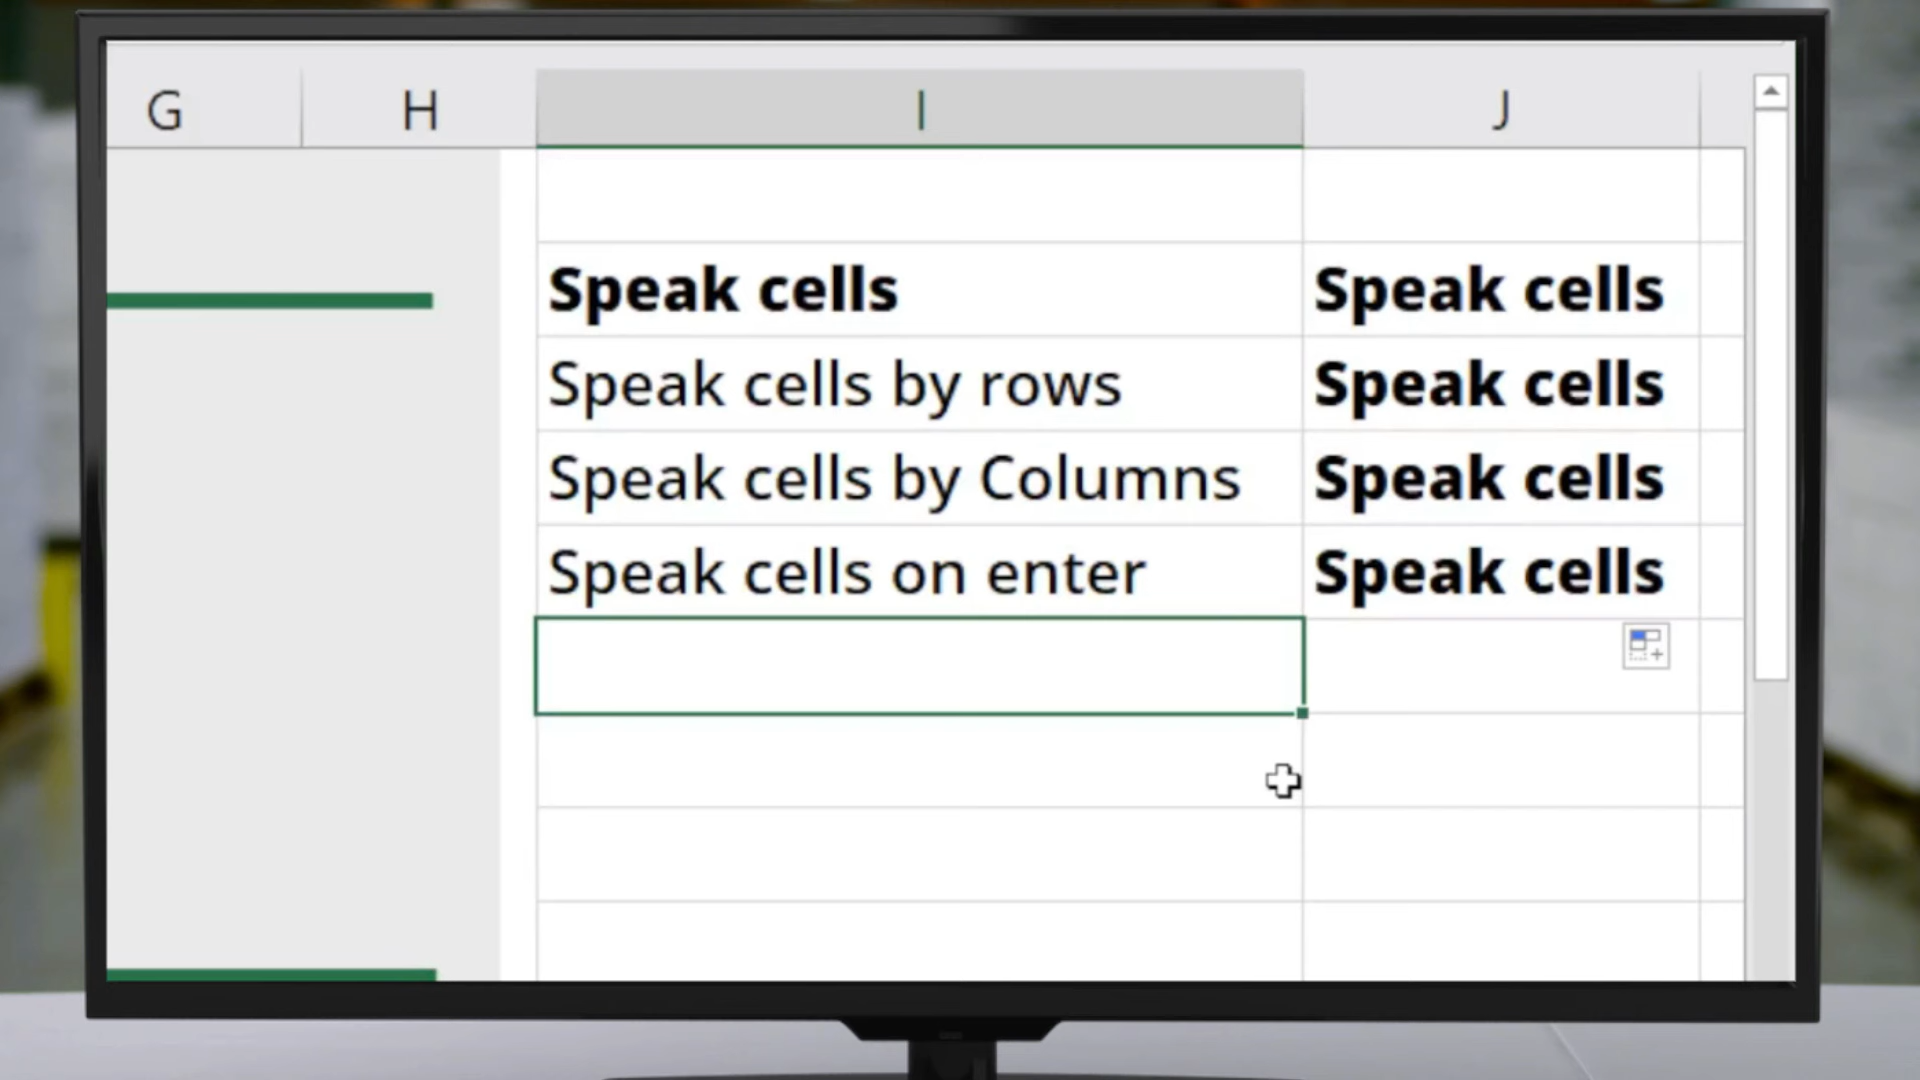 G H I J
Speak cells Speak cells
Speak cells by rows Speak cells
Speak cells by Columns Speak cells
Speak cells on enter Speak cells